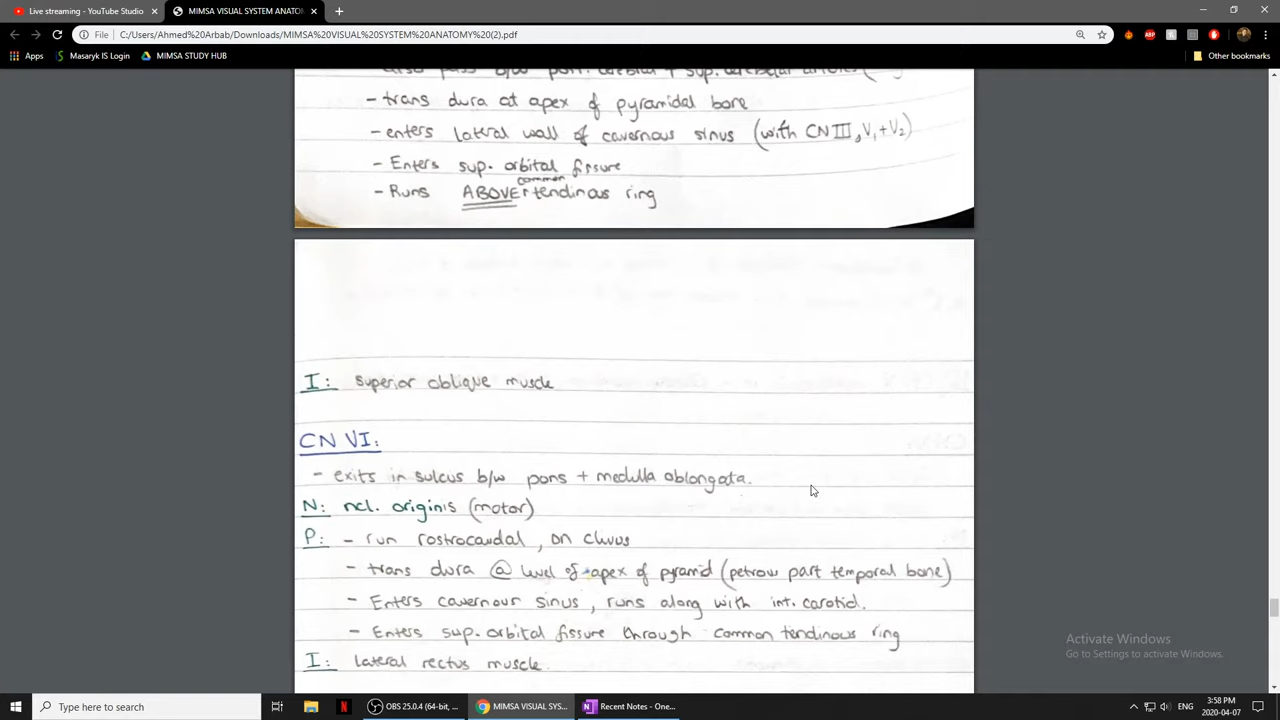 Live streaming - YouTube Studio
MIMSA VISUAL SYSTEM ANATO
File
C:/Users/Ahmed%20Arbab/Downloads/MIMSA%20VISUAL%20SYSTEM%20ANATOMY%20(2).pdf
ABP
Apps
Masaryk IS Login
MIMSA STUDY HUB
Other bookmarks
- trans dura at apex of pyramidal bone
- enters lateral wall of cavernous sinus (with CN III, V1 + V2)
- Enters sup. orbital fissure
common
- Runs ABOVE tendinous ring
I: superior oblique muscle
CN VI:
- exits in sulcus b/w pons + medulla oblongata.
N: ncl. originis (motor)
P: - run rostrocaudal, on clivus
- trans dura @ level of apex of pyramid (petrow part temporal bone)
- Enters cavernour sinus, runs along with int. carotid.
- Enters sup. orbital fissure through common tendinous ring
I: lateral rectus muscle.
Activate Windows
Go to Settings to activate Windows.
Type here to search
OBS 25.0.4 (64-bit, ...
MIMSA VISUAL SYS...
Recent Notes - One...
3:58 PM
2020-04-07